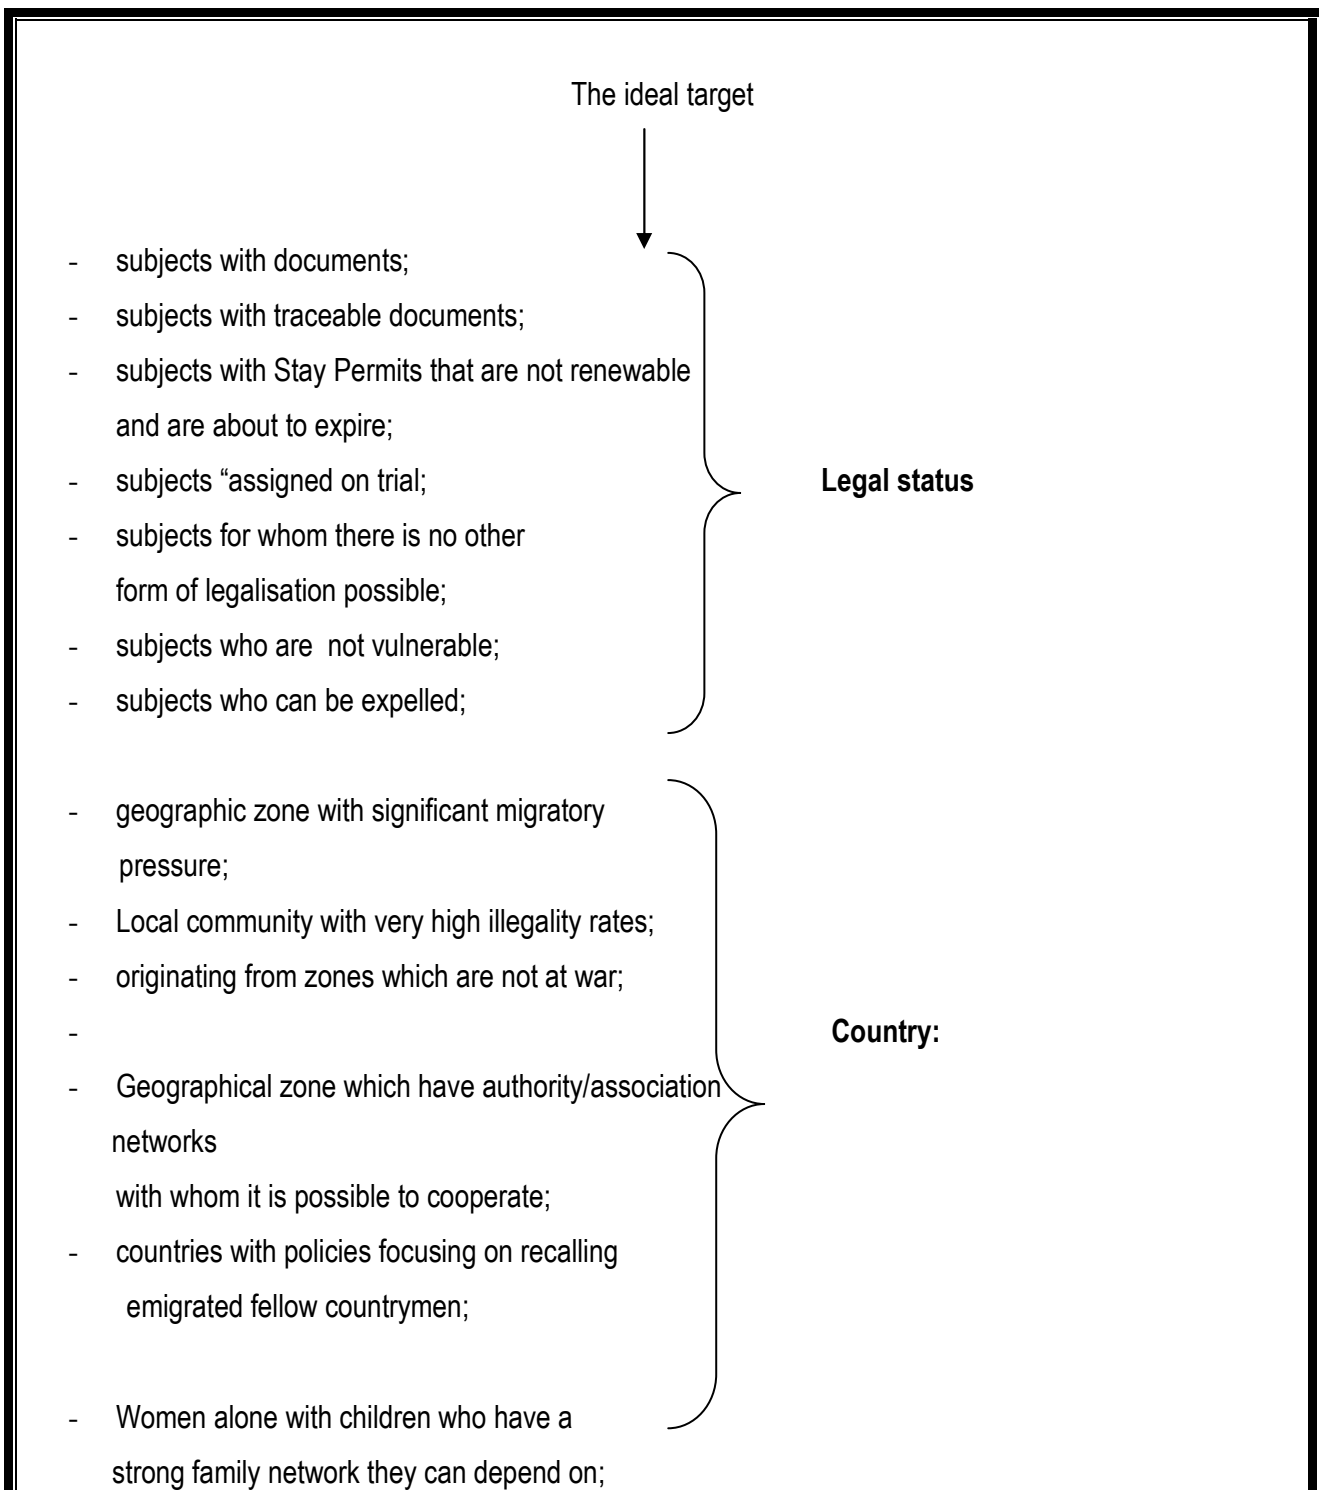 The ideal target
- subjects with documents;
- subjects with traceable documents;
- subjects with Stay Permits that are not renewable
and are about to expire;
- subjects “assigned on trial;
Legal status
- subjects for whom there is no other
form of legalisation possible;
- subjects who are not vulnerable;
- subjects who can be expelled;
- geographic zone with significant migratory
pressure;
- Local community with very high illegality rates;
- originating from zones which are not at war;
-
Country:
- Geographical zone which have authority/association
networks
with whom it is possible to cooperate;
- countries with policies focusing on recalling
emigrated fellow countrymen;
- Women alone with children who have a
strong family network they can depend on;